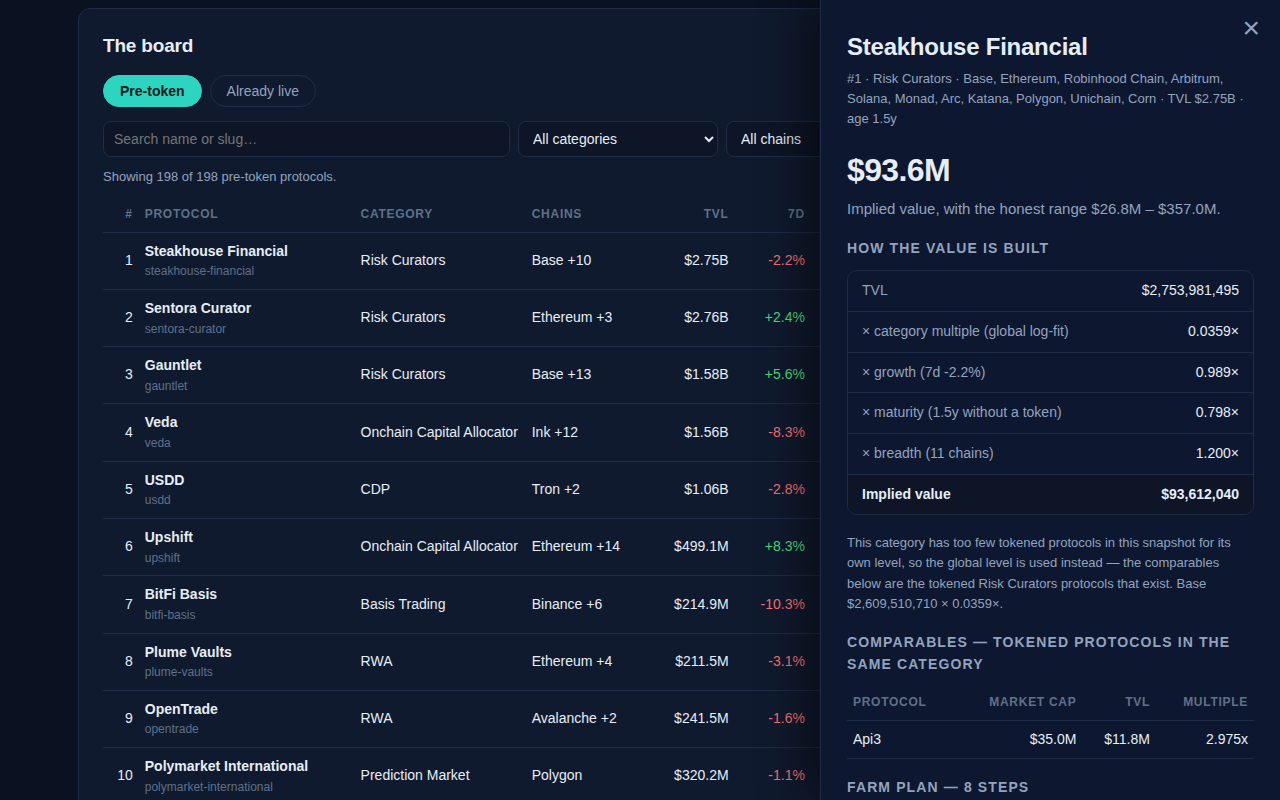 The board
Pre-token
Already live
Search name or slug…
All categories
All chains
Showing 198 of 198 pre-token protocols.
# PROTOCOL CATEGORY CHAINS TVL 7D
1 Steakhouse Financial Risk Curators Base +10 $2.75B -2.2%
steakhouse-financial
2 Sentora Curator Risk Curators Ethereum +3 $2.76B +2.4%
sentora-curator
3 Gauntlet Risk Curators Base +13 $1.58B +5.6%
gauntlet
4 Veda Onchain Capital Allocator Ink +12 $1.56B -8.3%
veda
5 USDD CDP Tron +2 $1.06B -2.8%
usdd
6 Upshift Onchain Capital Allocator Ethereum +14 $499.1M +8.3%
upshift
7 BitFi Basis Basis Trading Binance +6 $214.9M -10.3%
bitfi-basis
8 Plume Vaults RWA Ethereum +4 $211.5M -3.1%
plume-vaults
9 OpenTrade RWA Avalanche +2 $241.5M -1.6%
opentrade
10 Polymarket International Prediction Market Polygon $320.2M -1.1%
polymarket-international
✕
Steakhouse Financial
#1 · Risk Curators · Base, Ethereum, Robinhood Chain, Arbitrum,
Solana, Monad, Arc, Katana, Polygon, Unichain, Corn · TVL $2.75B ·
age 1.5y
$93.6M
Implied value, with the honest range $26.8M – $357.0M.
HOW THE VALUE IS BUILT
TVL $2,753,981,495
× category multiple (global log-fit) 0.0359×
× growth (7d -2.2%) 0.989×
× maturity (1.5y without a token) 0.798×
× breadth (11 chains) 1.200×
Implied value $93,612,040
This category has too few tokened protocols in this snapshot for its
own level, so the global level is used instead — the comparables
below are the tokened Risk Curators protocols that exist. Base
$2,609,510,710 × 0.0359×.
COMPARABLES — TOKENED PROTOCOLS IN THE
SAME CATEGORY
PROTOCOL MARKET CAP TVL MULTIPLE
Api3 $35.0M $11.8M 2.975x
FARM PLAN — 8 STEPS